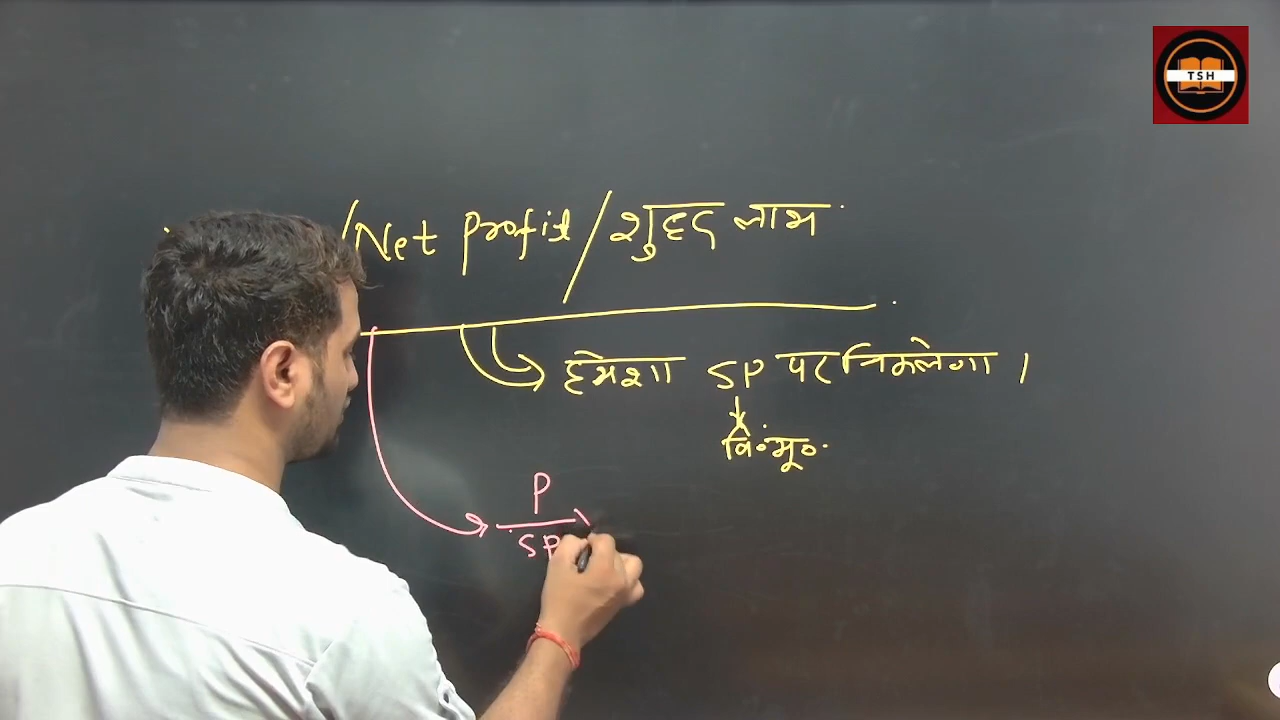 TSH
/Net profit/शुद्ध लाभ
हमेशा SP पर निकलेगा ।
↓
वि॰मू॰
P
SP